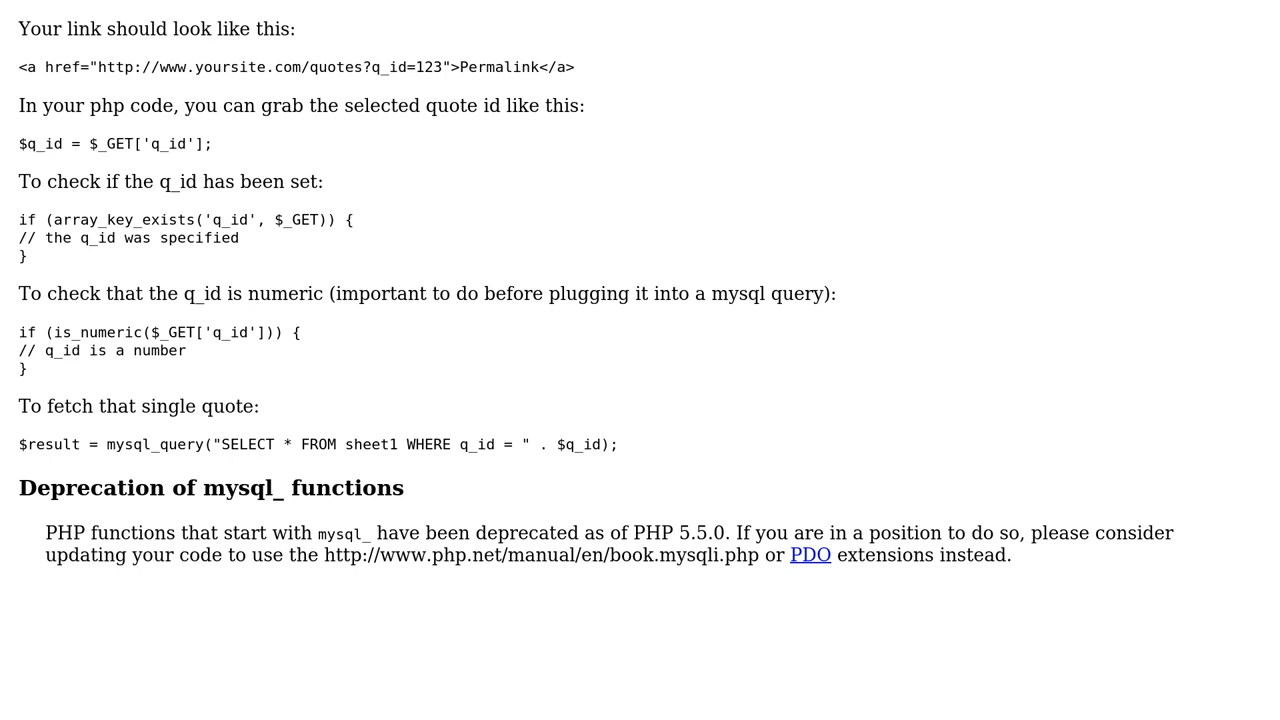 Your link should look like this:
<a href="http://www.yoursite.com/quotes?q_id=123">Permalink</a>
In your php code, you can grab the selected quote id like this:
$q_id = $_GET['q_id'];
To check if the q_id has been set:
if (array_key_exists('q_id', $_GET)) {
// the q_id was specified
}
To check that the q_id is numeric (important to do before plugging it into a mysql query):
if (is_numeric($_GET['q_id'])) {
// q_id is a number
}
To fetch that single quote:
$result = mysql_query("SELECT * FROM sheet1 WHERE q_id = " . $q_id);
Deprecation of mysql_ functions
PHP functions that start with mysql_ have been deprecated as of PHP 5.5.0. If you are in a position to do so, please consider
updating your code to use the http://www.php.net/manual/en/book.mysqli.php or PDO extensions instead.